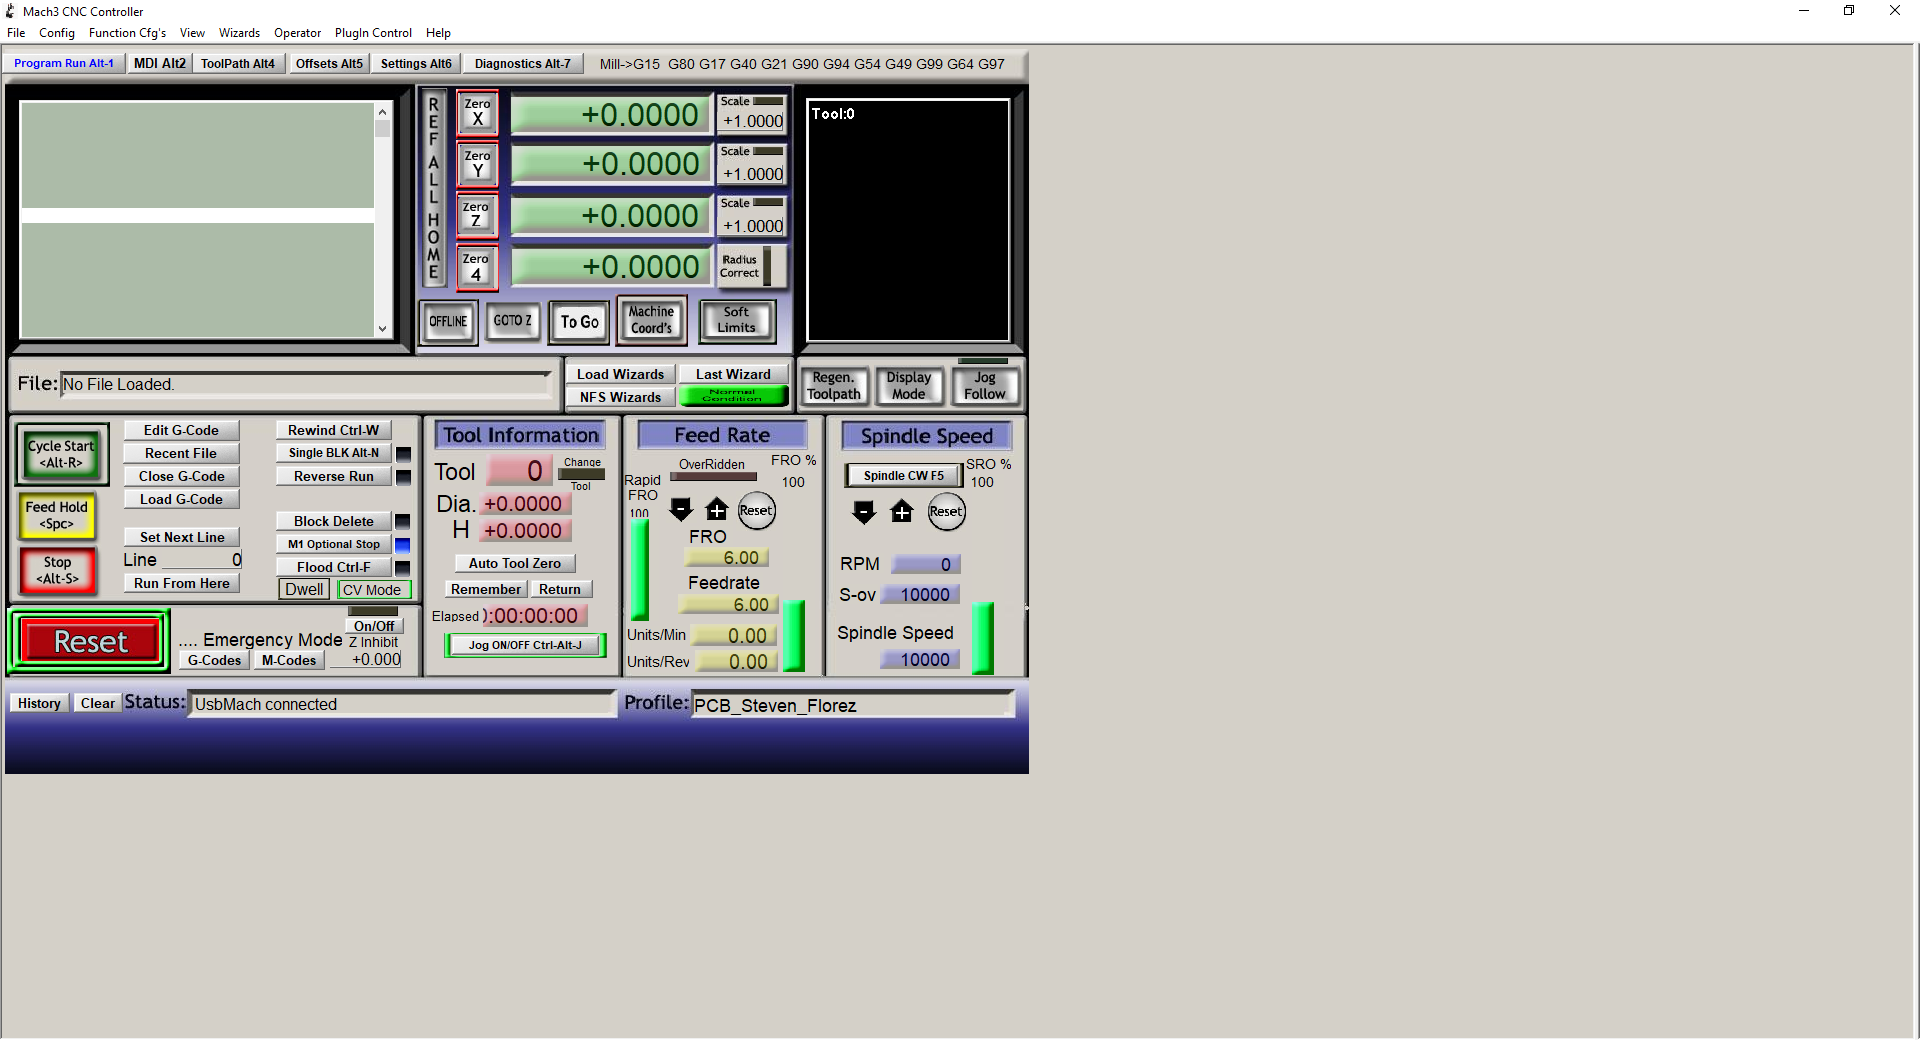 Mach3 CNC Controller
File Config Function Cfg's View Wizards Operator PlugIn Control Help
Program Run Alt-1 MDI Alt2 ToolPath Alt4 Offsets Alt5 Settings Alt6 Diagnostics Alt-7 Mill->G15 G80 G17 G40 G21 G90 G94 G54 G49 G99 G64 G97
REF ALL HOME
Zero X +0.0000 Scale +1.0000
Zero Y +0.0000 Scale +1.0000
Zero Z +0.0000 Scale +1.0000
Zero 4 +0.0000 Radius Correct
OFFLINE GOTO Z To Go Machine Coord's Soft Limits
Tool:0
File: No File Loaded.
Load Wizards Last Wizard
NFS Wizards Normal Condition
Regen. Toolpath Display Mode Jog Follow
Cycle Start <Alt-R>
Feed Hold <Spc>
Stop <Alt-S>
Edit G-Code
Recent File
Close G-Code
Load G-Code
Set Next Line
Line 0
Run From Here
Rewind Ctrl-W
Single BLK Alt-N
Reverse Run
Block Delete
M1 Optional Stop
Flood Ctrl-F
Dwell CV Mode
Reset
.... Emergency Mode
G-Codes M-Codes
On/Off
Z Inhibit
+0.000
Tool Information
Tool 0 Change Tool
Dia. +0.0000
H +0.0000
Auto Tool Zero
Remember Return
Elapsed ):00:00:00
Jog ON/OFF Ctrl-Alt-J
Feed Rate
OverRidden FRO %
100
Rapid FRO
100
Reset
FRO
6.00
Feedrate
6.00
Units/Min 0.00
Units/Rev 0.00
Spindle Speed
Spindle CW F5 SRO %
100
Reset
RPM 0
S-ov 10000
Spindle Speed
10000
History Clear Status: UsbMach connected Profile: PCB_Steven_Florez